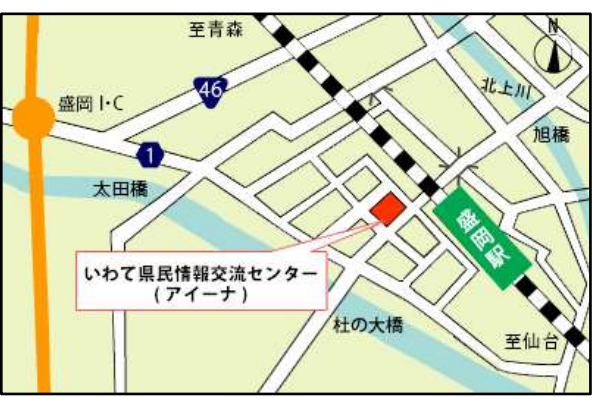 至青森
N
46
盛岡 I・C
北上川
旭橋
1
太田橋
盛岡駅
いわて県民情報交流センター
(アイーナ)
杜の大橋
至仙台